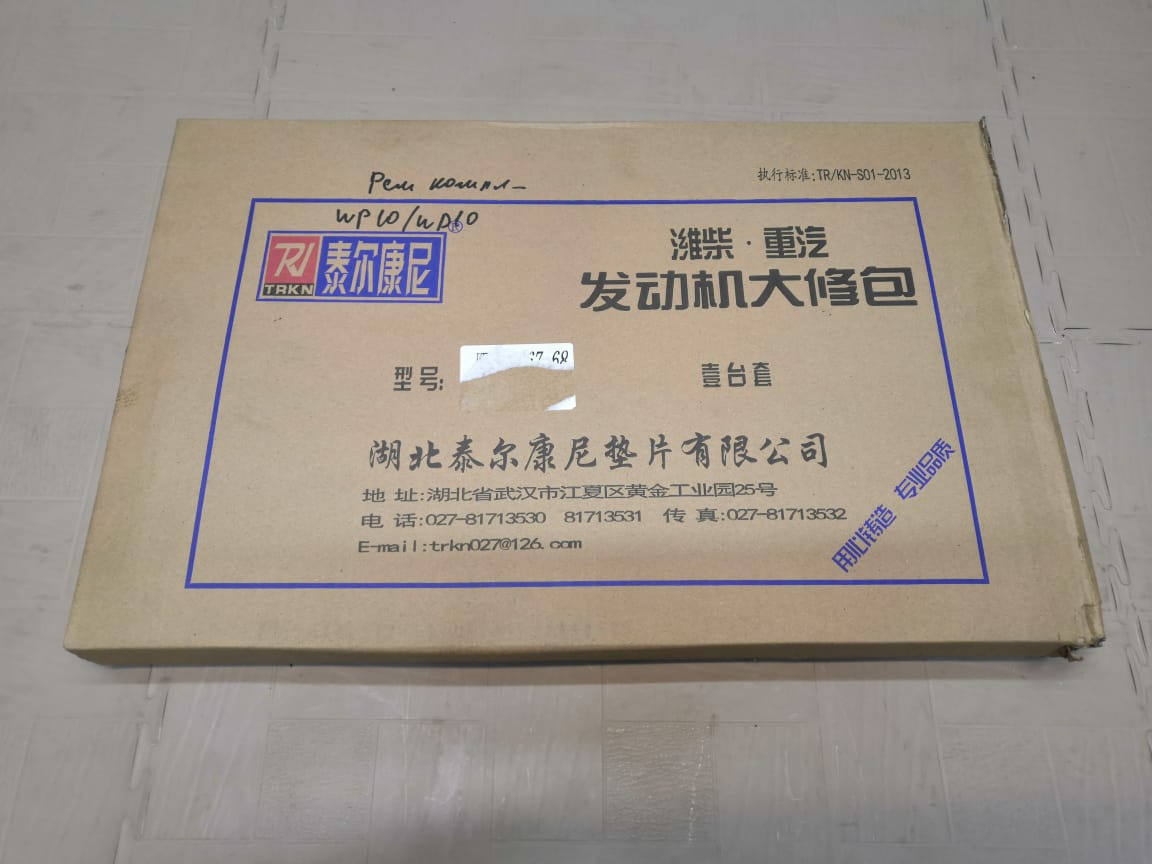 Рем компл-
WP10/WD10
执行标准:TR/KN-S01-2013
潍柴·重汽
发动机大修包
TRKN
泰尔康尼®
型号:
67 68
壹台套
湖北泰尔康尼垫片有限公司
地 址:湖北省武汉市江夏区黄金工业园25号
电 话:027-81713530 81713531 传 真:027-81713532
E-mail:trkn027@126.com
用心铸造 专业品质